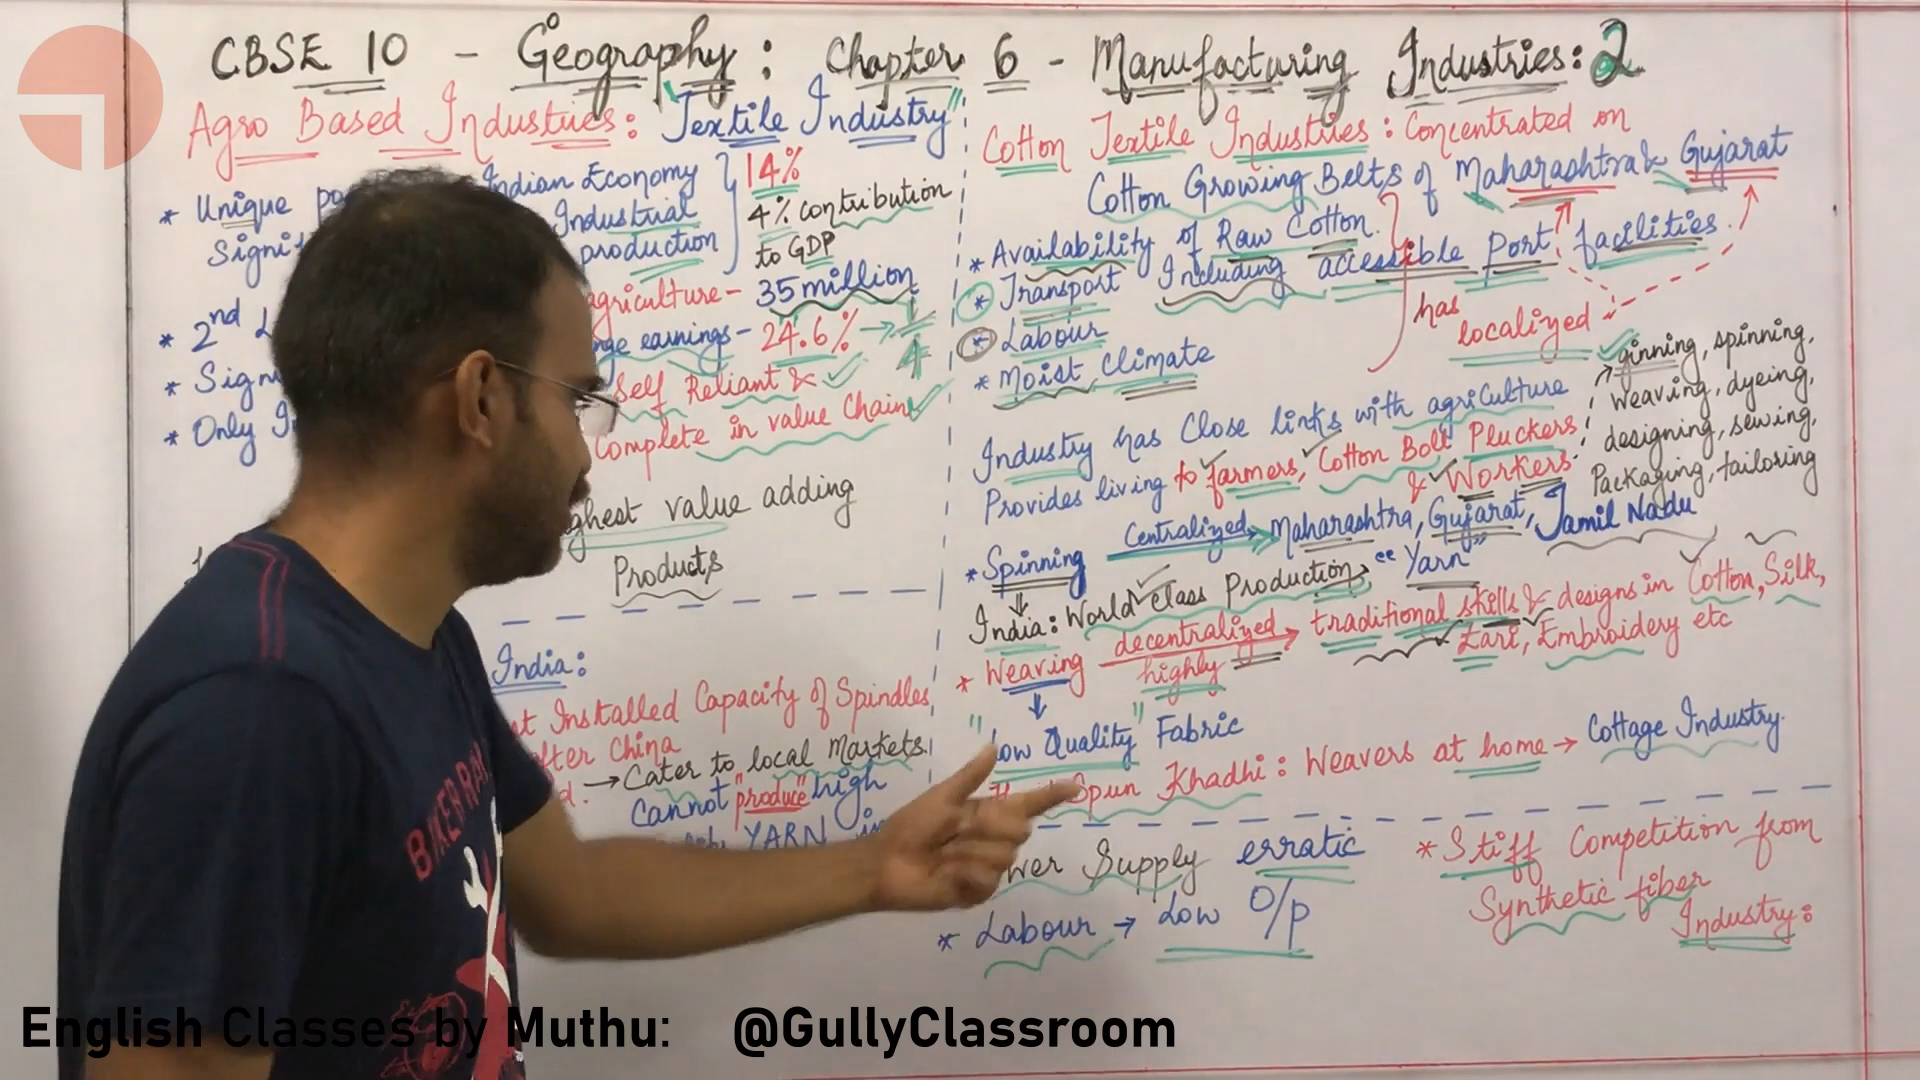 CBSE 10 - Geography: Chapter 6 - Manufacturing Industries: 2
Agro Based Industries: "Textile Industry"
* Unique Indian Economy
Industrial
production
14%
4% contribution
to GDP
* 2nd agriculture - 35 million
* earnings - 24.6% → 1/4
Self Reliant &
* Only Complete in value Chain
value adding
Products
India:
Installed Capacity of Spindles
after China
→ Cater to local Markets.
Cannot "produce" high
YARN in
Cotton Textile Industries: Concentrated on
Cotton Growing Belts of Maharashtra & Gujarat
* Availability of Raw Cotton.
* Transport Including accessible Port facilities.
* Labour
* Moist Climate
has
localized
Industry has Close links with agriculture
Provides living to farmers, Cotton Boll Pluckers
& Workers.
ginning, spinning,
weaving, dyeing,
designing, sewing,
Packaging, tailoring
* Spinning Centralized → Maharashtra, Gujarat, Tamil Nadu
India: World Class Production, "Yarn"
* Weaving decentralized → traditional skills & designs in Cotton, Silk,
highly
Zari, Embroidery etc
"Low Quality" Fabric
Spun Khadhi: Weavers at home → Cottage Industry.
Supply erratic
* Labour → Low O/p
* Stiff Competition from
Synthetic fiber
Industry:
English Classes by Muthu: @GullyClassroom